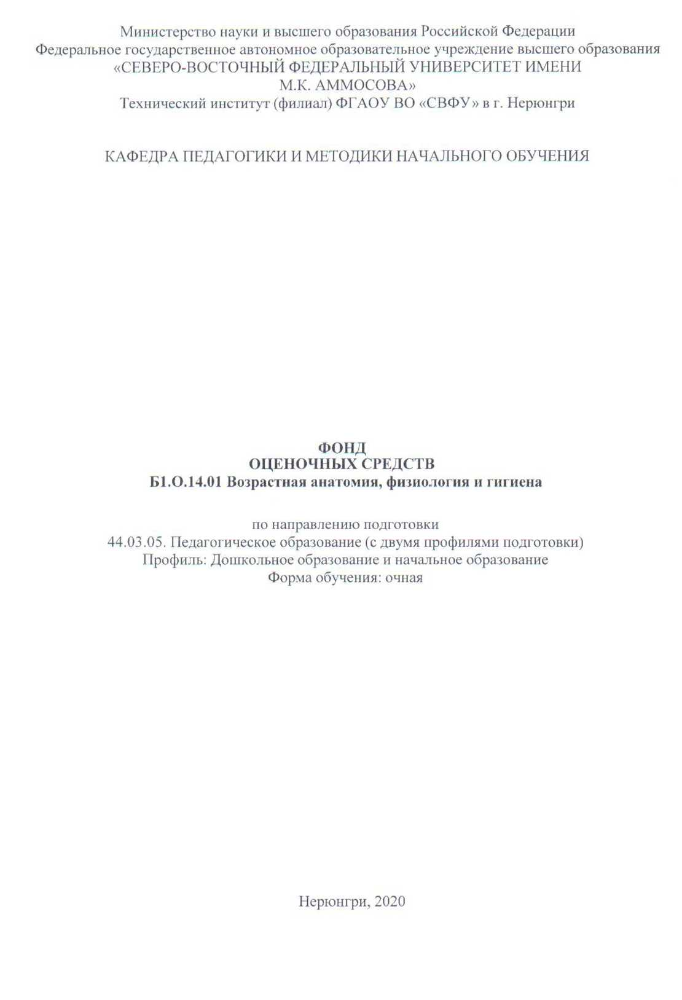 Министерство науки и высшего образования Российской Федерации
Федеральное государственное автономное образовательное учреждение высшего образования
«СЕВЕРО-ВОСТОЧНЫЙ ФЕДЕРАЛЬНЫЙ УНИВЕРСИТЕТ ИМЕНИ
М.К. АММОСОВА»
Технический институт (филиал) ФГАОУ ВО «СВФУ» в г. Нерюнгри
КАФЕДРА ПЕДАГОГИКИ И МЕТОДИКИ НАЧАЛЬНОГО ОБУЧЕНИЯ
ФОНД
ОЦЕНОЧНЫХ СРЕДСТВ
Б1.О.14.01 Возрастная анатомия, физиология и гигиена
по направлению подготовки
44.03.05. Педагогическое образование (с двумя профилями подготовки)
Профиль: Дошкольное образование и начальное образование
Форма обучения: очная
Нерюнгри, 2020